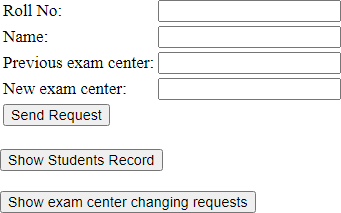 Roll No:
Name:
Previous exam center:
New exam center:
Send Request
Show Students Record
Show exam center changing requests